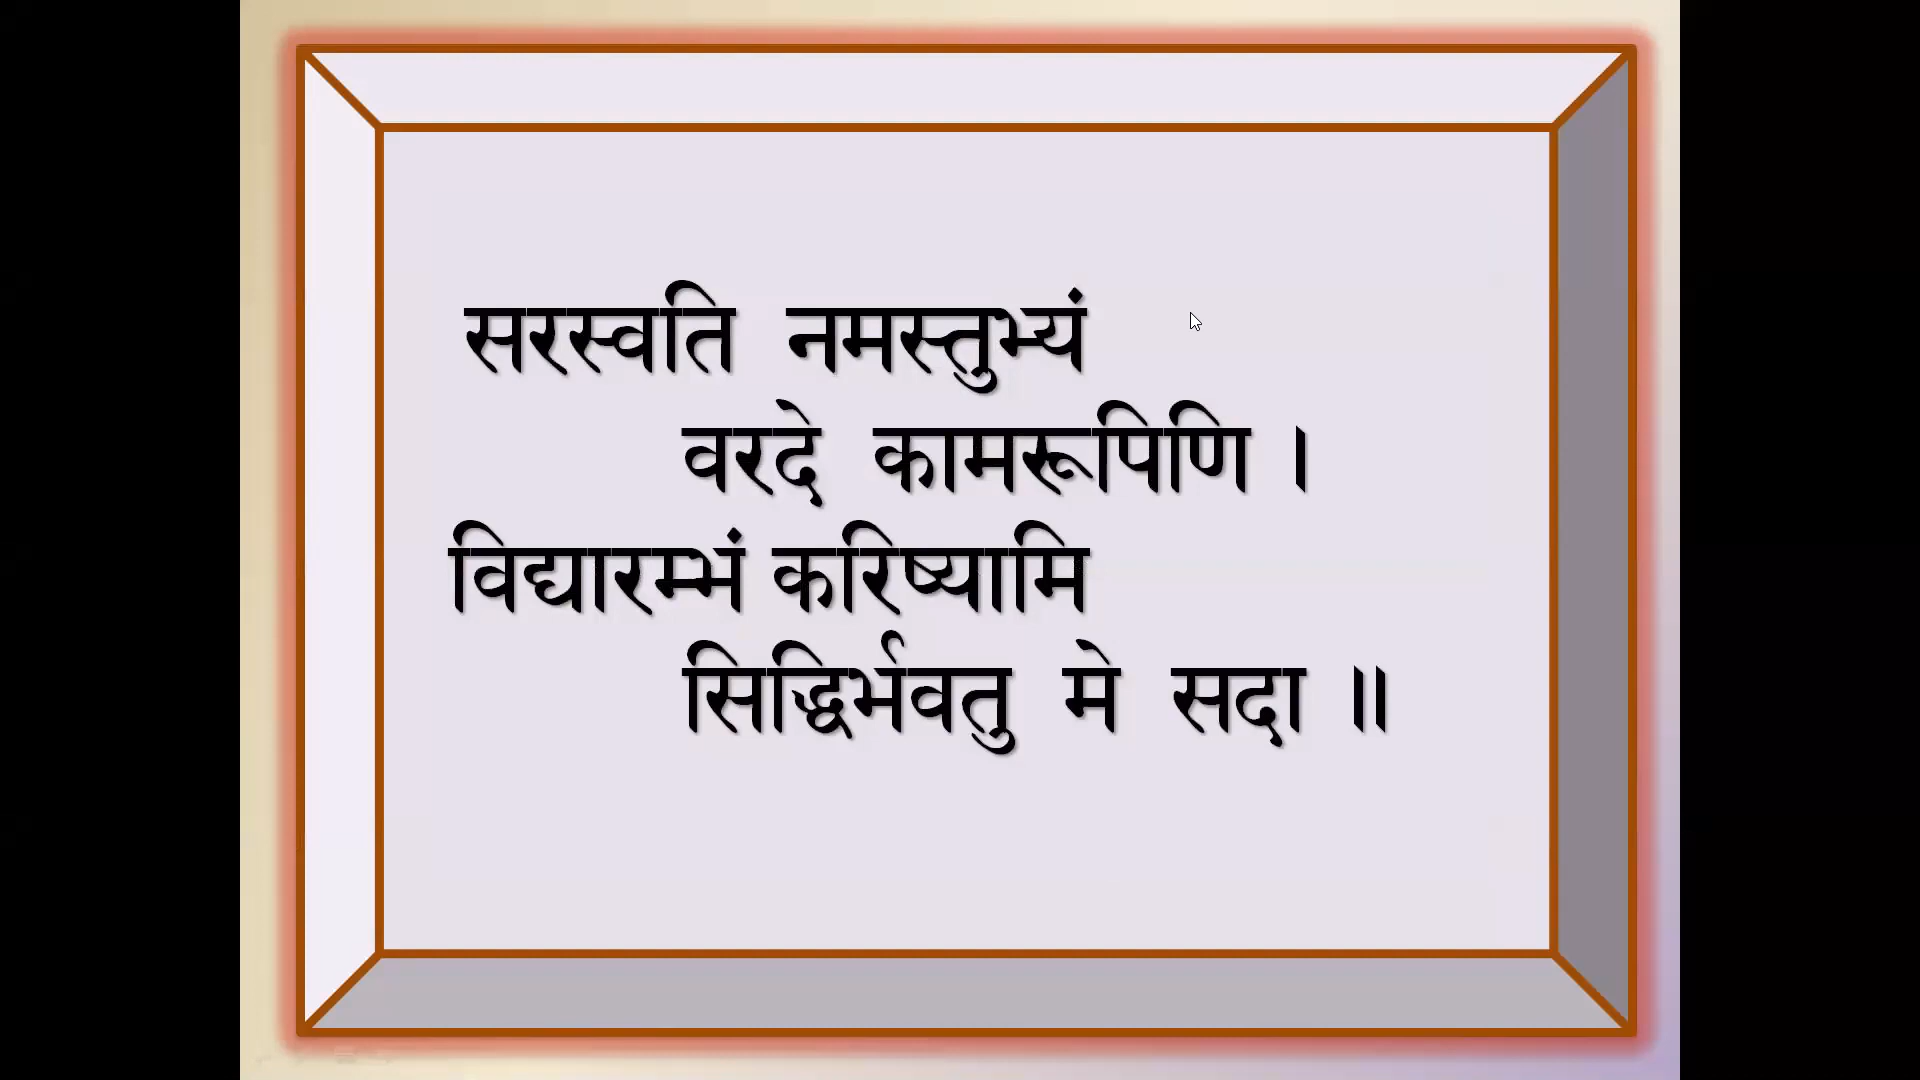 सरस्वति नमस्तुभ्यं
वरदे कामरूपिणि ।
विद्यारम्भं करिष्यामि
सिद्धिर्भवतु मे सदा ॥